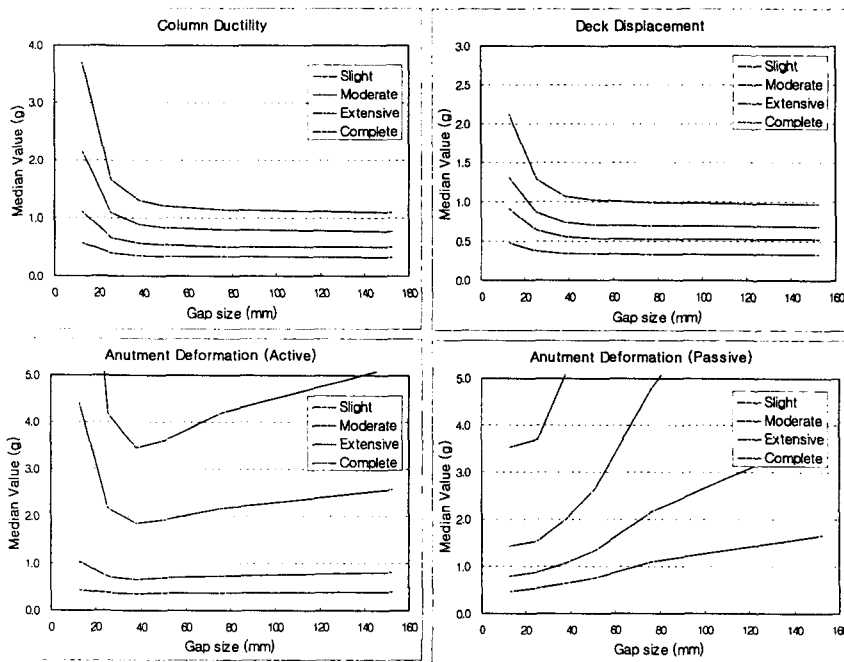 Column Ductility
4.0
3.0
2.0
1.0
0.0
Median Value (g)
Slight
Moderate
Extensive
Complete
0 20 40 60 80 100 120 140 160
Gap size (mm)
Deck Displacement
3.0
2.5
2.0
1.5
1.0
0.5
0.0
Median Value (g)
Slight
Moderate
Extensive
Complete
0 20 40 60 80 100 120 140 160
Gap size (mm)
Anutment Deformation (Active)
5.0
4.0
3.0
2.0
1.0
0.0
Median Value (g)
Slight
Moderate
Extensive
Complete
0 20 40 60 80 100 120 140 160
Gap size (mm)
Anutment Deformation (Passive)
5.0
4.0
3.0
2.0
1.0
0.0
Median Value (g)
Slight
Moderate
Extensive
Complete
0 20 40 60 80 100 120 140 160
Gap size (mm)